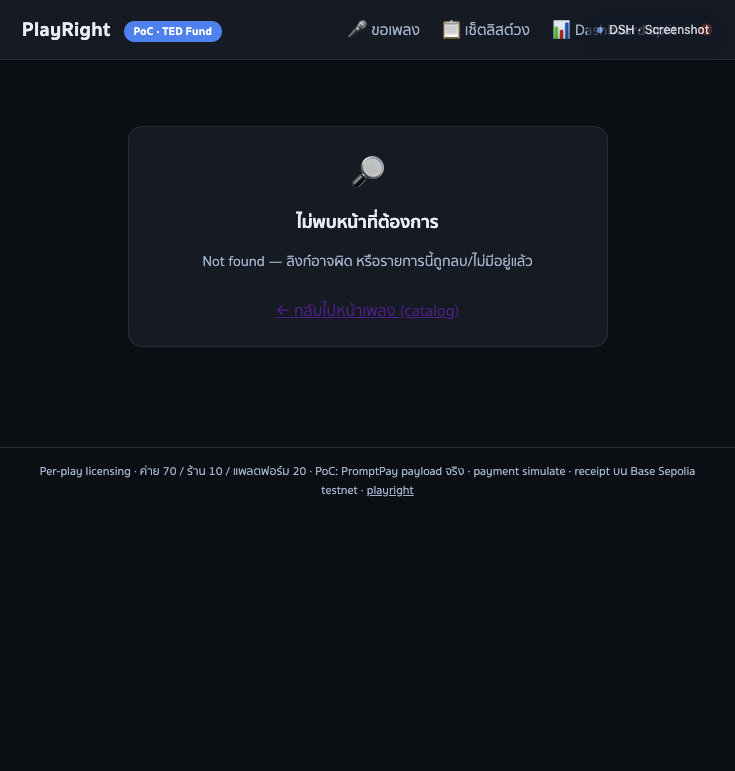 PlayRight PoC · TED Fund ขอเพลง เซ็ตลิสต์วง DSH · Screenshot
ไม่พบหน้าที่ต้องการ
Not found — ลิงก์อาจผิด หรือรายการนี้ถูกลบ/ไม่มีอยู่แล้ว
← กลับไปหน้าเพลง (catalog)
Per-play licensing · ค่าย 70 / ร้าน 10 / แพลตฟอร์ม 20 · PoC: PromptPay payload จริง · payment simulate · receipt บน Base Sepolia
testnet · playright